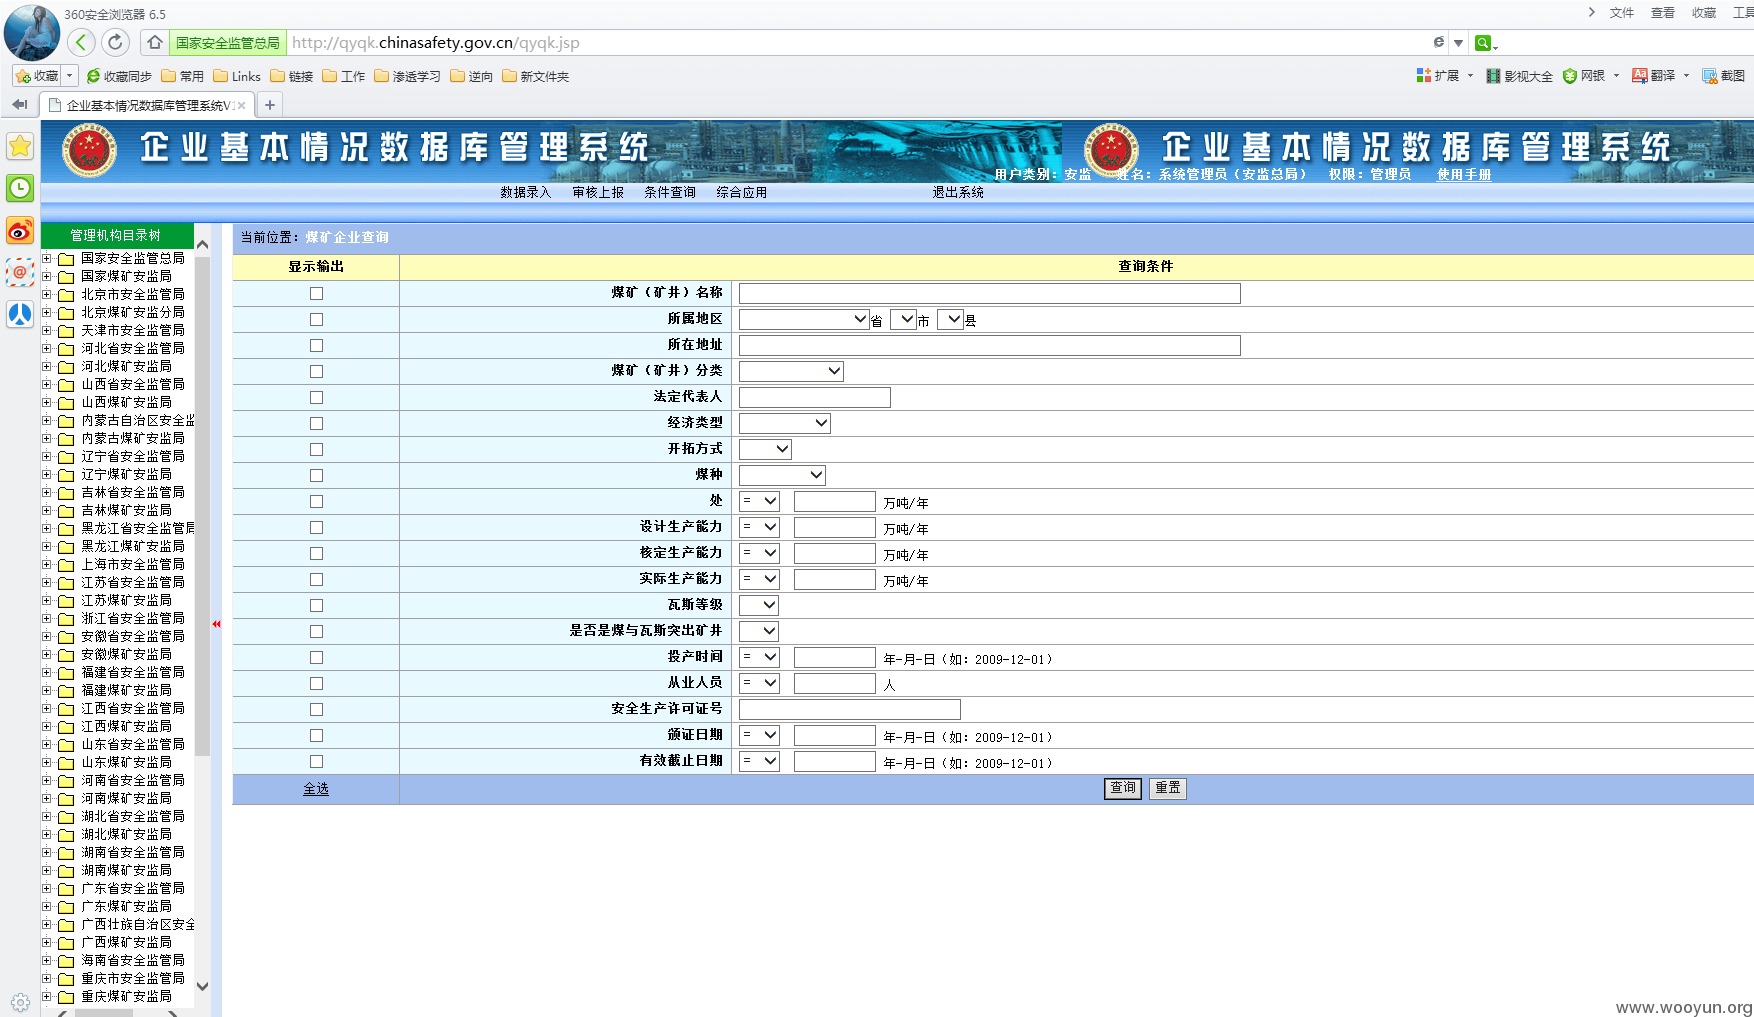 360安全浏览器 6.5
文件 查看 收藏 工具
国家安全监管总局 http://qyqk.chinasafety.gov.cn/qyqk.jsp
收藏 收藏同步 常用 Links 链接 工作 渗透学习 逆向 新文件夹 扩展 影视大全 网银 翻译 截图
企业基本情况数据库管理系统V1
企业基本情况数据库管理系统 企业基本情况数据库管理系统
用户类别：安监 姓名：系统管理员（安监总局） 权限：管理员 使用手册
数据录入 审核上报 条件查询 综合应用 退出系统
管理机构目录树
国家安全监管总局
国家煤矿安监局
北京市安全监管局
北京煤矿安监分局
天津市安全监管局
河北省安全监管局
河北煤矿安监局
山西省安全监管局
山西煤矿安监局
内蒙古自治区安全监
内蒙古煤矿安监局
辽宁省安全监管局
辽宁煤矿安监局
吉林省安全监管局
吉林煤矿安监局
黑龙江省安全监管局
黑龙江煤矿安监局
上海市安全监管局
江苏省安全监管局
江苏煤矿安监局
浙江省安全监管局
安徽省安全监管局
安徽煤矿安监局
福建省安全监管局
福建煤矿安监局
江西省安全监管局
江西煤矿安监局
山东省安全监管局
山东煤矿安监局
河南省安全监管局
河南煤矿安监局
湖北省安全监管局
湖北煤矿安监局
湖南省安全监管局
湖南煤矿安监局
广东省安全监管局
广东煤矿安监局
广西壮族自治区安全
广西煤矿安监局
海南省安全监管局
重庆市安全监管局
重庆煤矿安监局
当前位置：煤矿企业查询
显示输出 查询条件
煤矿（矿井）名称
所属地区 省 市 县
所在地址
煤矿（矿井）分类
法定代表人
经济类型
开拓方式
煤种
处 = 万吨/年
设计生产能力 = 万吨/年
核定生产能力 = 万吨/年
实际生产能力 = 万吨/年
瓦斯等级
是否是煤与瓦斯突出矿井
投产时间 = 年-月-日（如：2009-12-01）
从业人员 = 人
安全生产许可证号
颁证日期 = 年-月-日（如：2009-12-01）
有效截止日期 = 年-月-日（如：2009-12-01）
全选 查询 重置
www.wooyun.org